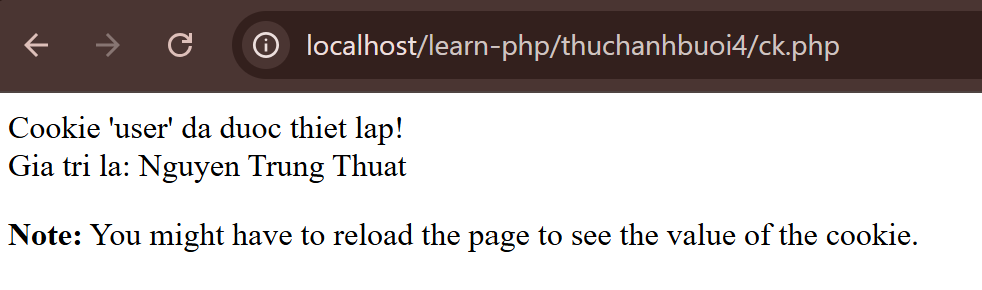 localhost/learn-php/thuchanhbuoi4/ck.php
Cookie 'user' da duoc thiet lap!
Gia tri la: Nguyen Trung Thuat
Note: You might have to reload the page to see the value of the cookie.